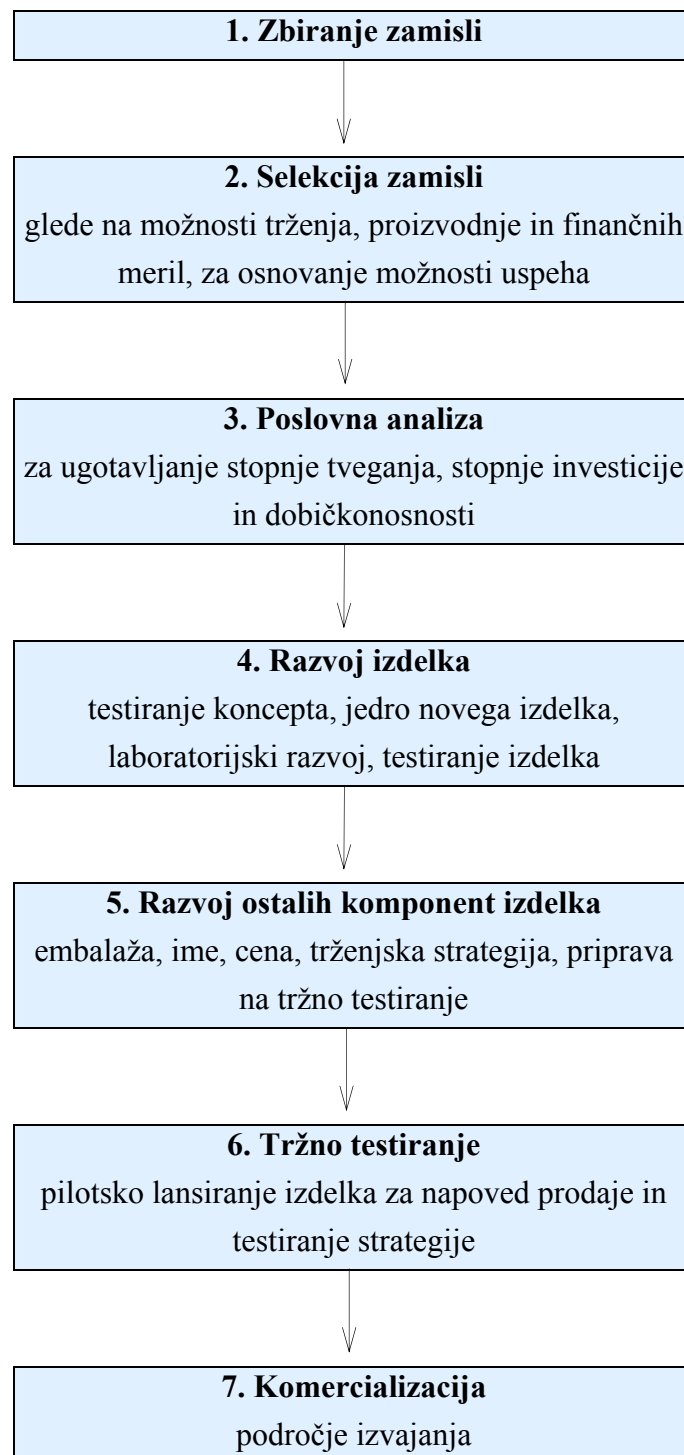 1. Zbiranje zamisli
2. Selekcija zamisli
glede na možnosti trženja, proizvodnje in finančnih
meril, za osnovanje možnosti uspeha
3. Poslovna analiza
za ugotavljanje stopnje tveganja, stopnje investicije
in dobičkonosnosti
4. Razvoj izdelka
testiranje koncepta, jedro novega izdelka,
laboratorijski razvoj, testiranje izdelka
5. Razvoj ostalih komponent izdelka
embalaža, ime, cena, trženjska strategija, priprava
na tržno testiranje
6. Tržno testiranje
pilotsko lansiranje izdelka za napoved prodaje in
testiranje strategije
7. Komercializacija
področje izvajanja